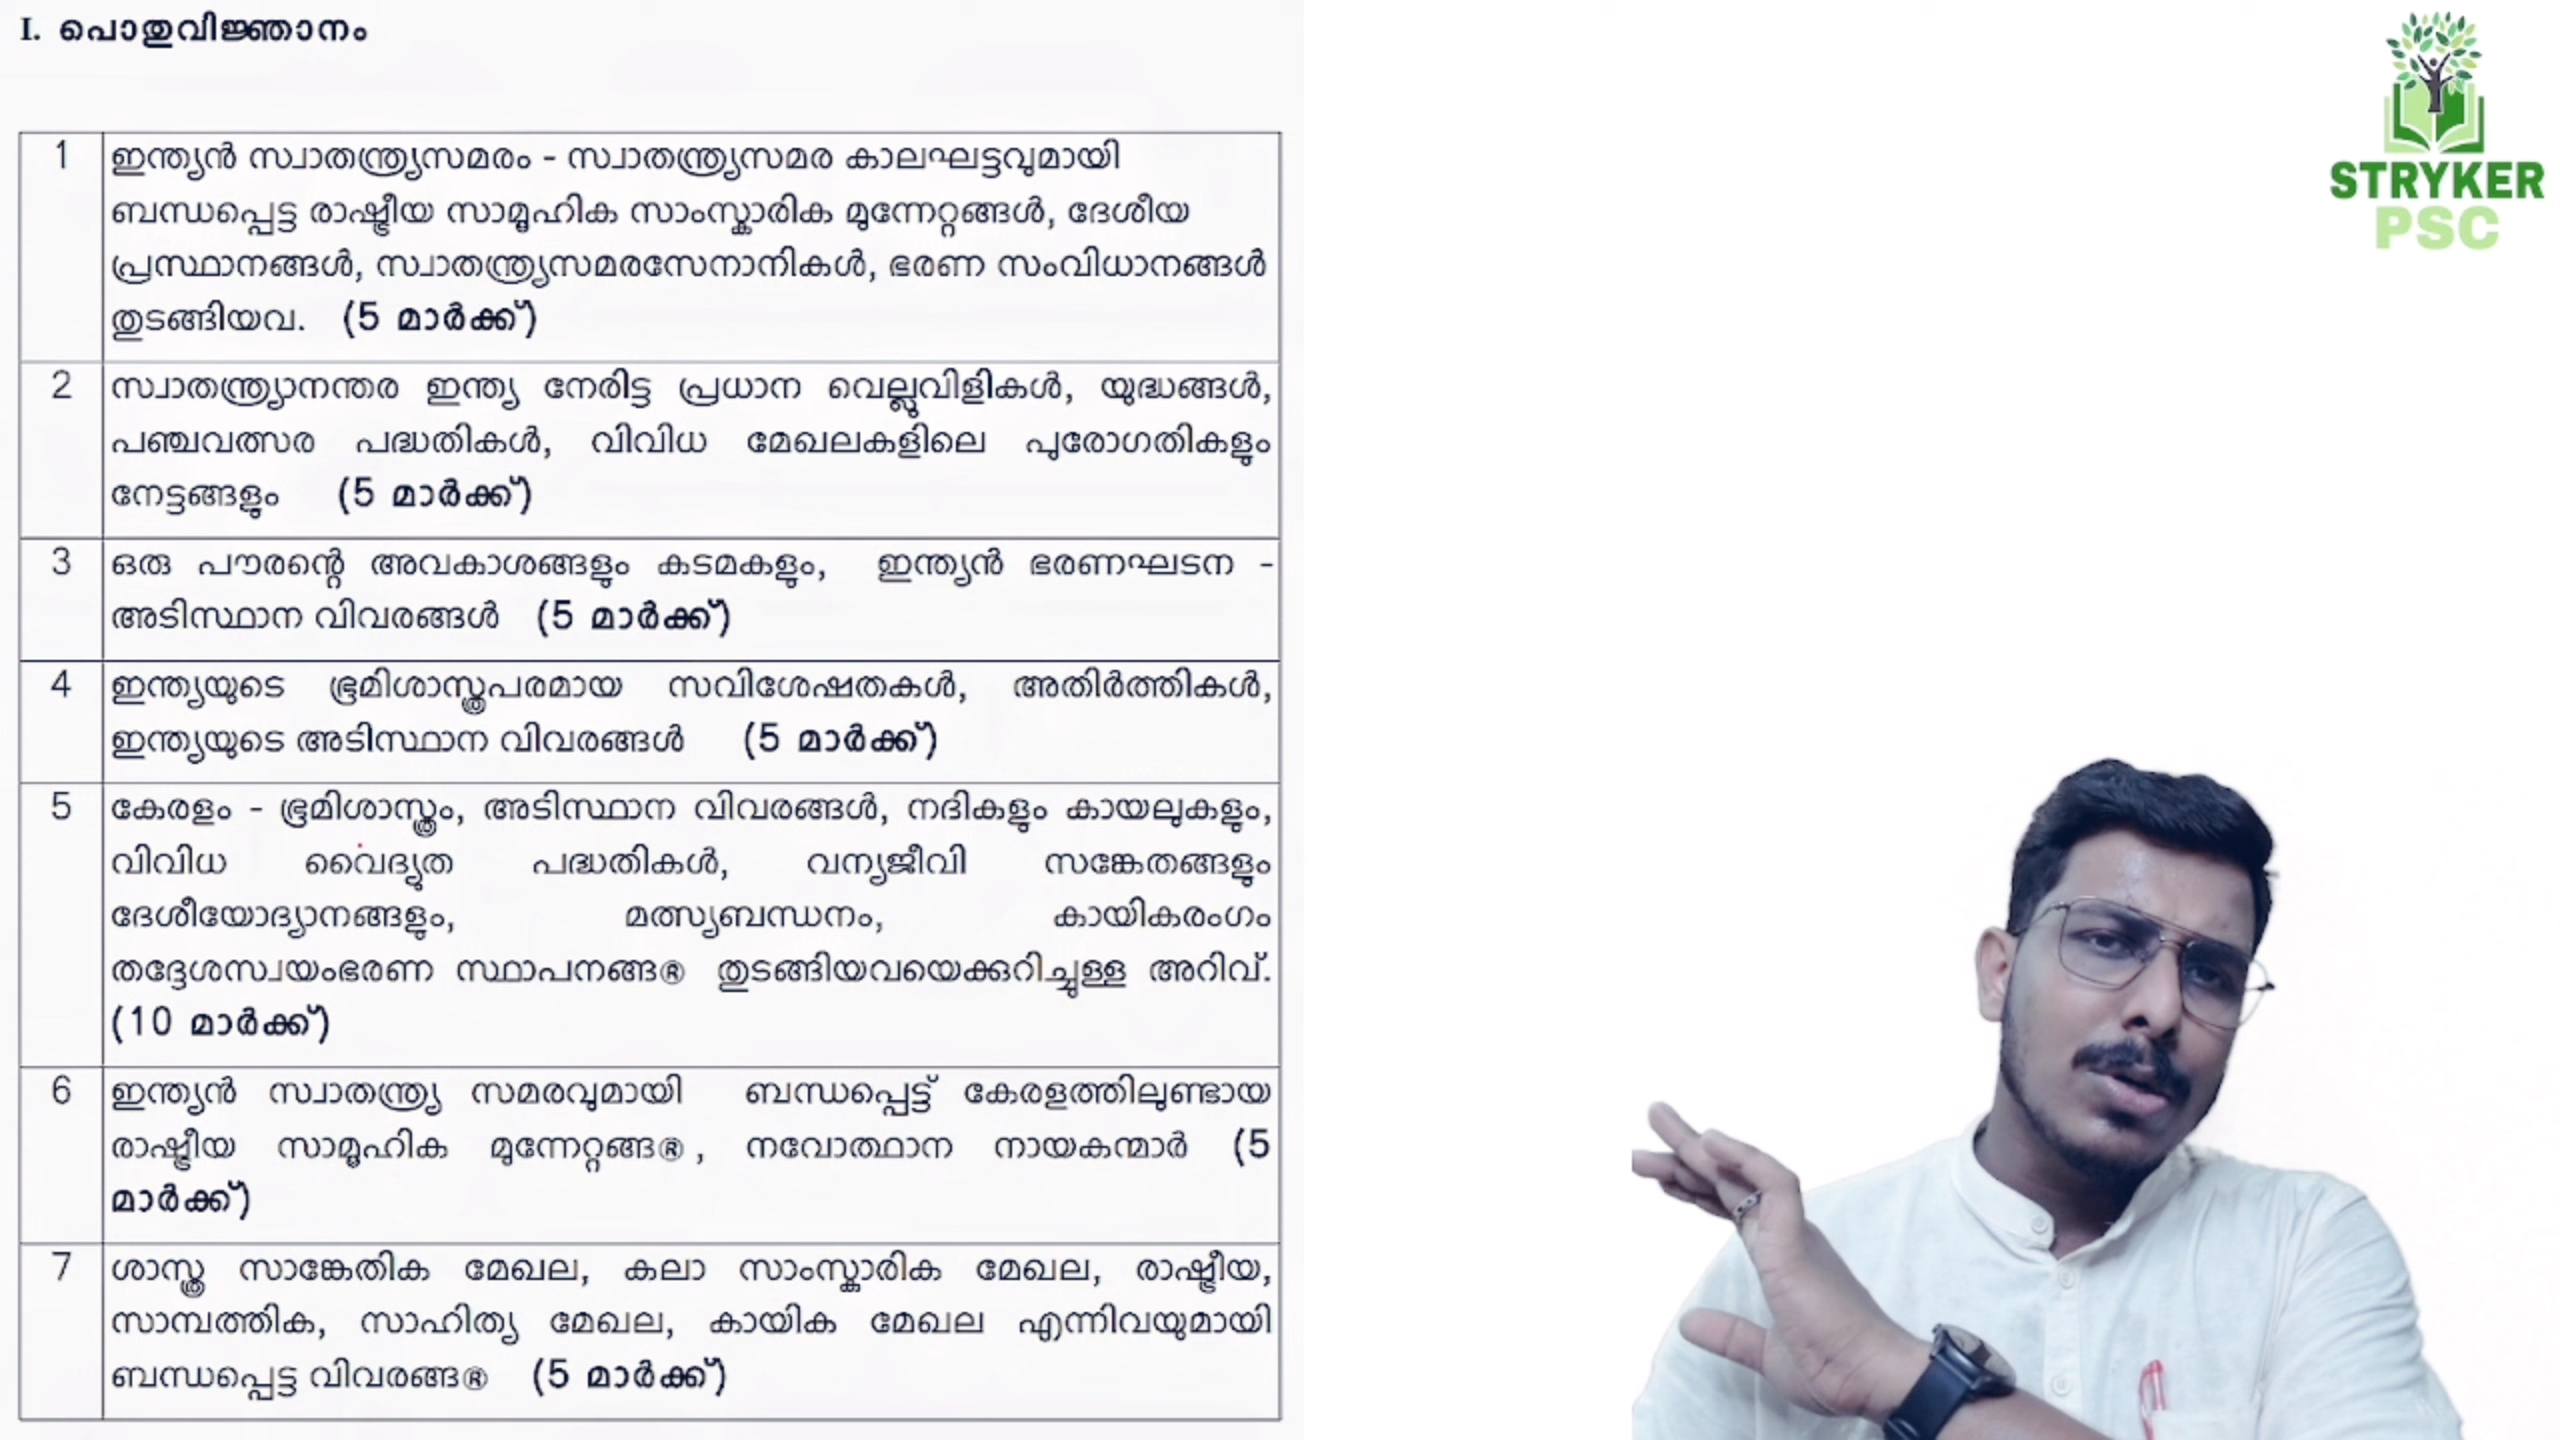 I. പൊതുവിജ്ഞാനം
1
ഇന്ത്യൻ സ്വാതന്ത്ര്യസമരം - സ്വാതന്ത്ര്യസമര കാലഘട്ടവുമായി
ബന്ധപ്പെട്ട രാഷ്ട്രീയ സാമൂഹിക സാംസ്കാരിക മുന്നേറ്റങ്ങൾ, ദേശീയ
പ്രസ്ഥാനങ്ങൾ, സ്വാതന്ത്ര്യസമരസേനാനികൾ, ഭരണ സംവിധാനങ്ങൾ
തുടങ്ങിയവ. (5 മാർക്ക്)
2
സ്വാതന്ത്ര്യാനന്തര ഇന്ത്യ നേരിട്ട പ്രധാന വെല്ലുവിളികൾ, യുദ്ധങ്ങൾ,
പഞ്ചവത്സര പദ്ധതികൾ, വിവിധ മേഖലകളിലെ പുരോഗതികളും
നേട്ടങ്ങളും (5 മാർക്ക്)
3
ഒരു പൗരന്റെ അവകാശങ്ങളും കടമകളും, ഇന്ത്യൻ ഭരണഘടന -
അടിസ്ഥാന വിവരങ്ങൾ (5 മാർക്ക്)
4
ഇന്ത്യയുടെ ഭൂമിശാസ്ത്രപരമായ സവിശേഷതകൾ, അതിർത്തികൾ,
ഇന്ത്യയുടെ അടിസ്ഥാന വിവരങ്ങൾ (5 മാർക്ക്)
5
കേരളം - ഭൂമിശാസ്ത്രം, അടിസ്ഥാന വിവരങ്ങൾ, നദികളും കായലുകളും,
വിവിധ വൈദ്യുത പദ്ധതികൾ, വന്യജീവി സങ്കേതങ്ങളും
ദേശീയോദ്യാനങ്ങളും, മത്സ്യബന്ധനം, കായികരംഗം
തദ്ദേശസ്വയംഭരണ സ്ഥാപനങ്ങ® തുടങ്ങിയവയെക്കുറിച്ചുള്ള അറിവ്.
(10 മാർക്ക്)
6
ഇന്ത്യൻ സ്വാതന്ത്ര്യ സമരവുമായി ബന്ധപ്പെട്ട് കേരളത്തിലുണ്ടായ
രാഷ്ട്രീയ സാമൂഹിക മുന്നേറ്റങ്ങ®, നവോത്ഥാന നായകന്മാർ (5
മാർക്ക്)
7
ശാസ്ത്ര സാങ്കേതിക മേഖല, കലാ സാംസ്കാരിക മേഖല, രാഷ്ട്രീയ,
സാമ്പത്തിക, സാഹിത്യ മേഖല, കായിക മേഖല എന്നിവയുമായി
ബന്ധപ്പെട്ട വിവരങ്ങ® (5 മാർക്ക്)
STRYKER
PSC